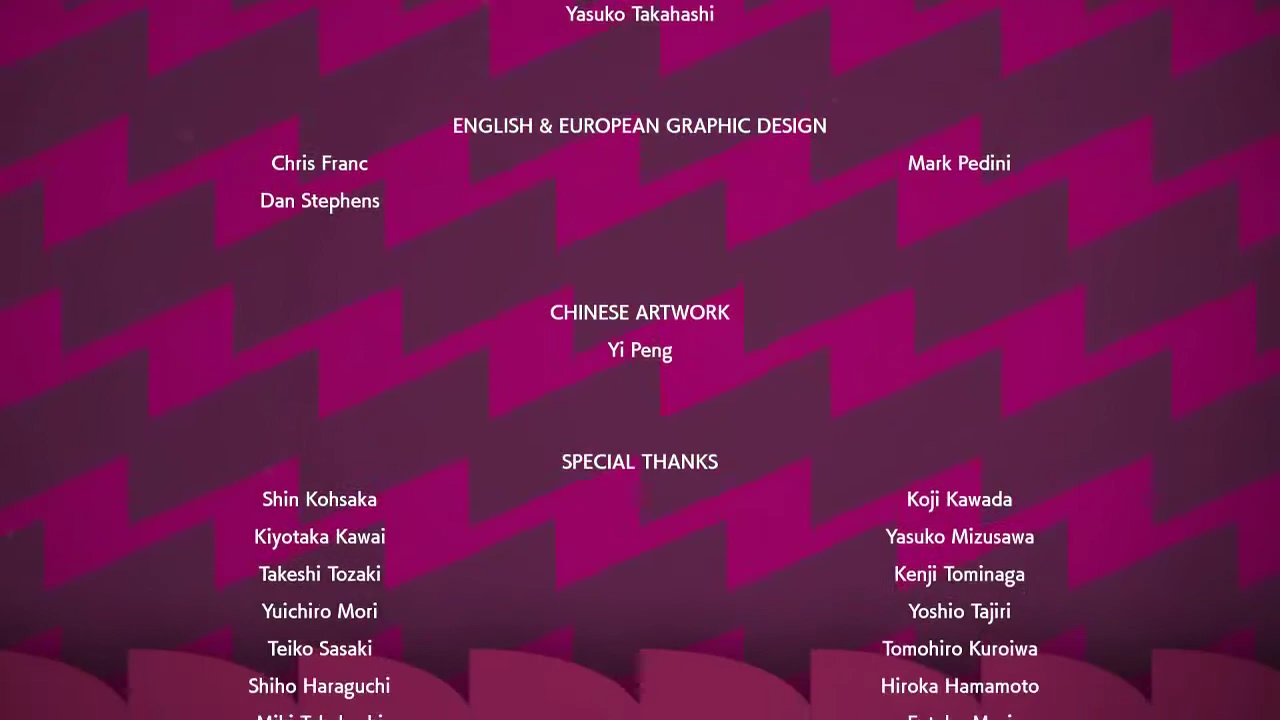 Yasuko Takahashi
ENGLISH & EUROPEAN GRAPHIC DESIGN
Chris Franc Mark Pedini
Dan Stephens
CHINESE ARTWORK
Yi Peng
SPECIAL THANKS
Shin Kohsaka Koji Kawada
Kiyotaka Kawai Yasuko Mizusawa
Takeshi Tozaki Kenji Tominaga
Yuichiro Mori Yoshio Tajiri
Teiko Sasaki Tomohiro Kuroiwa
Shiho Haraguchi Hiroka Hamamoto